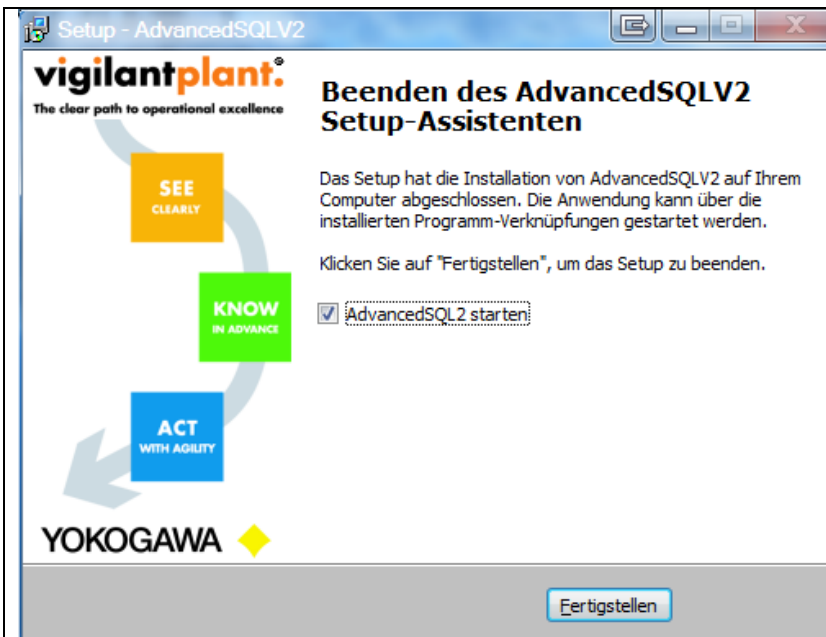 Setup - AdvancedSQLV2
vigilantplant.®
The clear path to operational excellence
SEE
CLEARLY
KNOW
IN ADVANCE
ACT
WITH AGILITY
YOKOGAWA
Beenden des AdvancedSQLV2
Setup-Assistenten
Das Setup hat die Installation von AdvancedSQLV2 auf Ihrem
Computer abgeschlossen. Die Anwendung kann über die
installierten Programm-Verknüpfungen gestartet werden.
Klicken Sie auf "Fertigstellen", um das Setup zu beenden.
AdvancedSQL2 starten
Fertigstellen